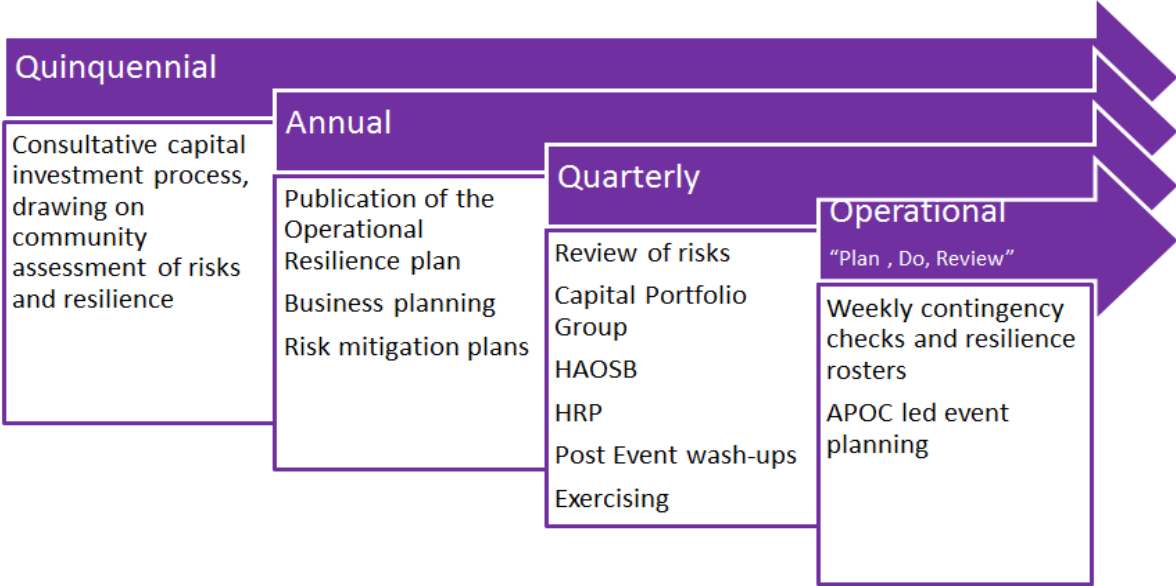 Quinquennial
Consultative capital
investment process,
drawing on
community
assessment of risks
and resilience
Annual
Publication of the
Operational
Resilience plan
Business planning
Risk mitigation plans
Quarterly
Review of risks
Capital Portfolio
Group
HAOSB
HRP
Post Event wash-ups
Exercising
Operational
“Plan , Do, Review”
Weekly contingency
checks and resilience
rosters
APOC led event
planning